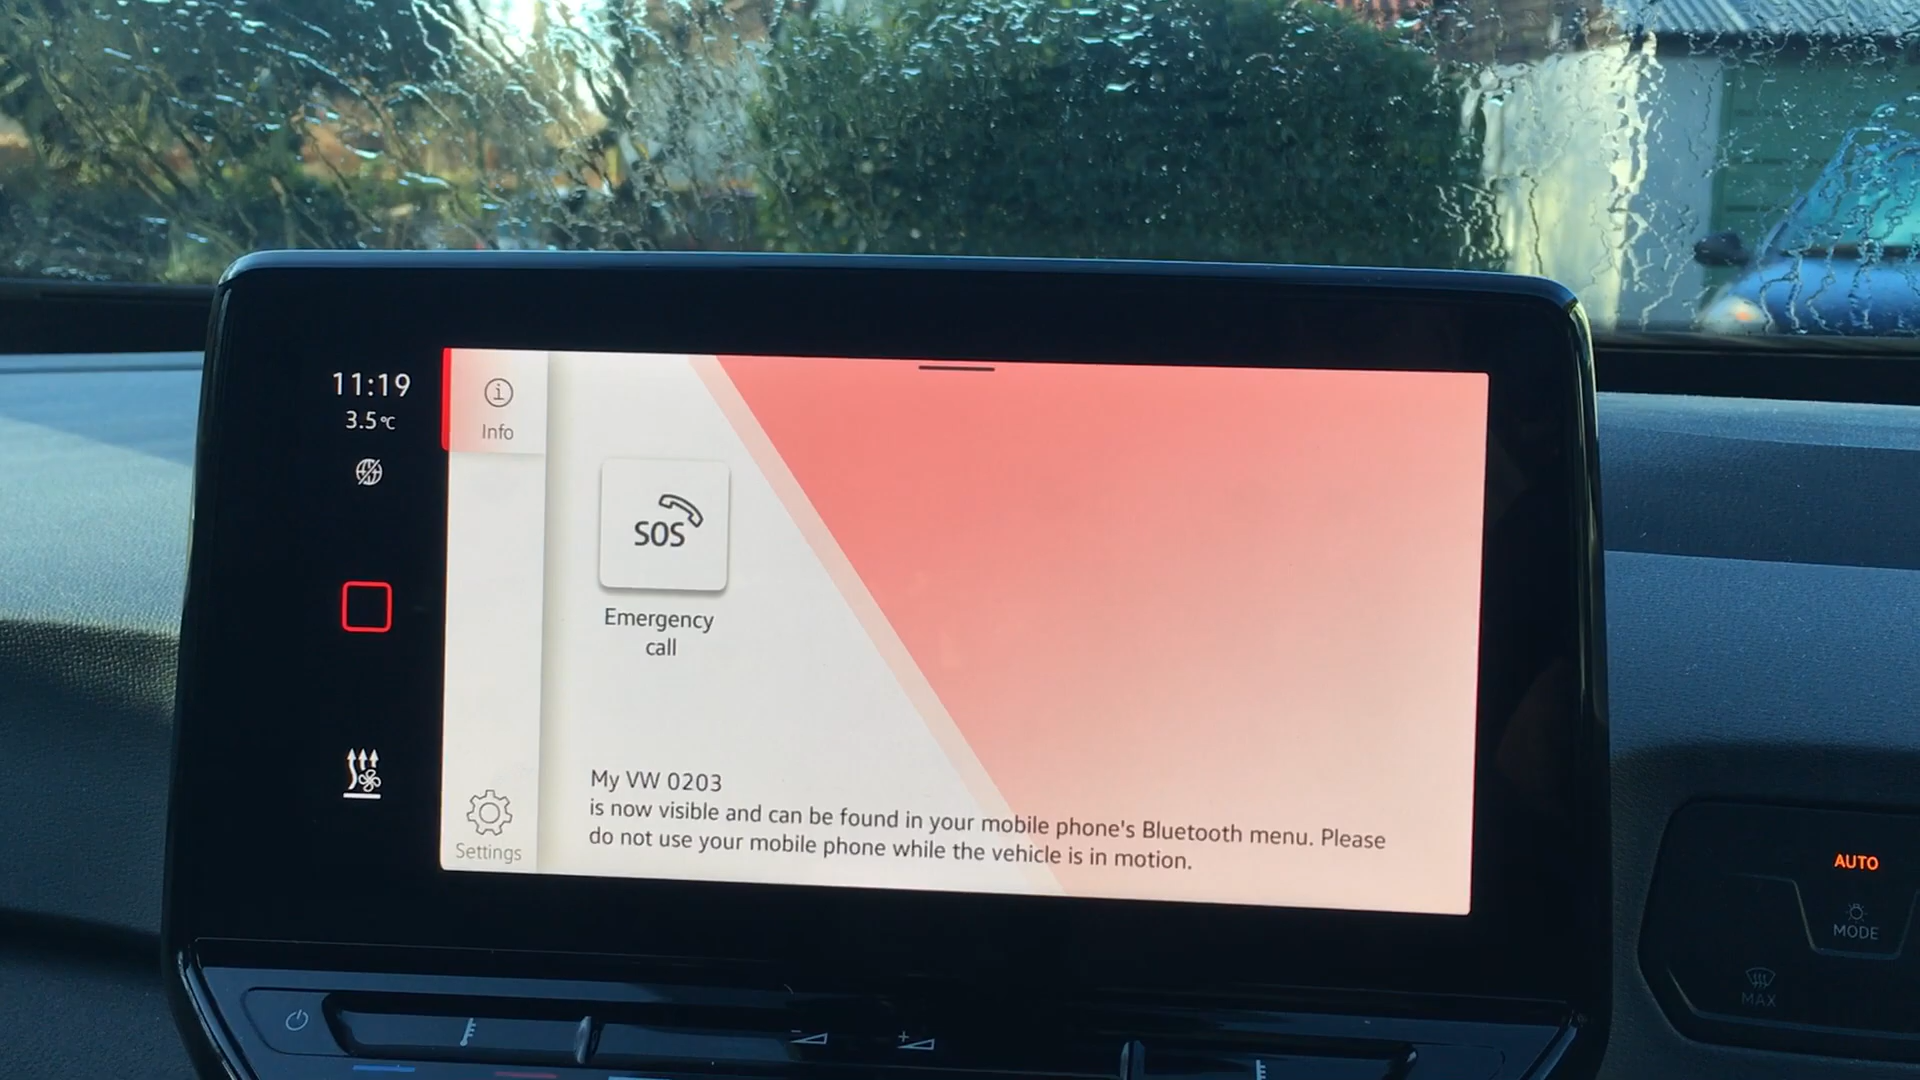 11:19
3.5°C
Info
SOS
Emergency
call
My VW 0203
is now visible and can be found in your mobile phone's Bluetooth menu. Please
do not use your mobile phone while the vehicle is in motion.
Settings
AUTO
MODE
MAX